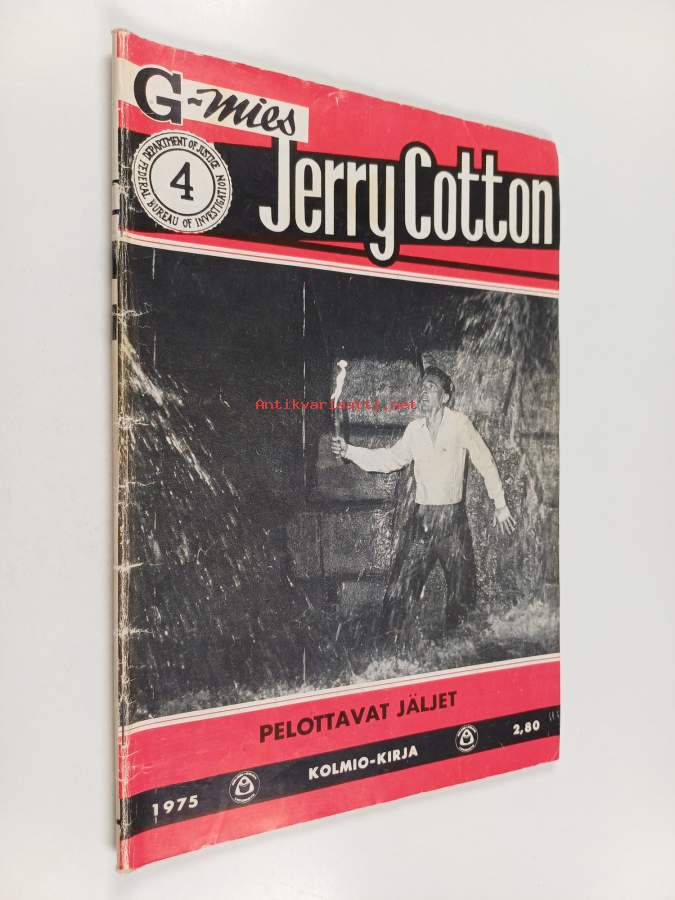 G-mies
DEPARTMENT OF JUSTICE
4
FEDERAL BUREAU OF INVESTIGATION
Jerry Cotton
Antikvariaatti.net
PELOTTAVAT JÄLJET
1975
KOLMIO-KIRJA
2,80